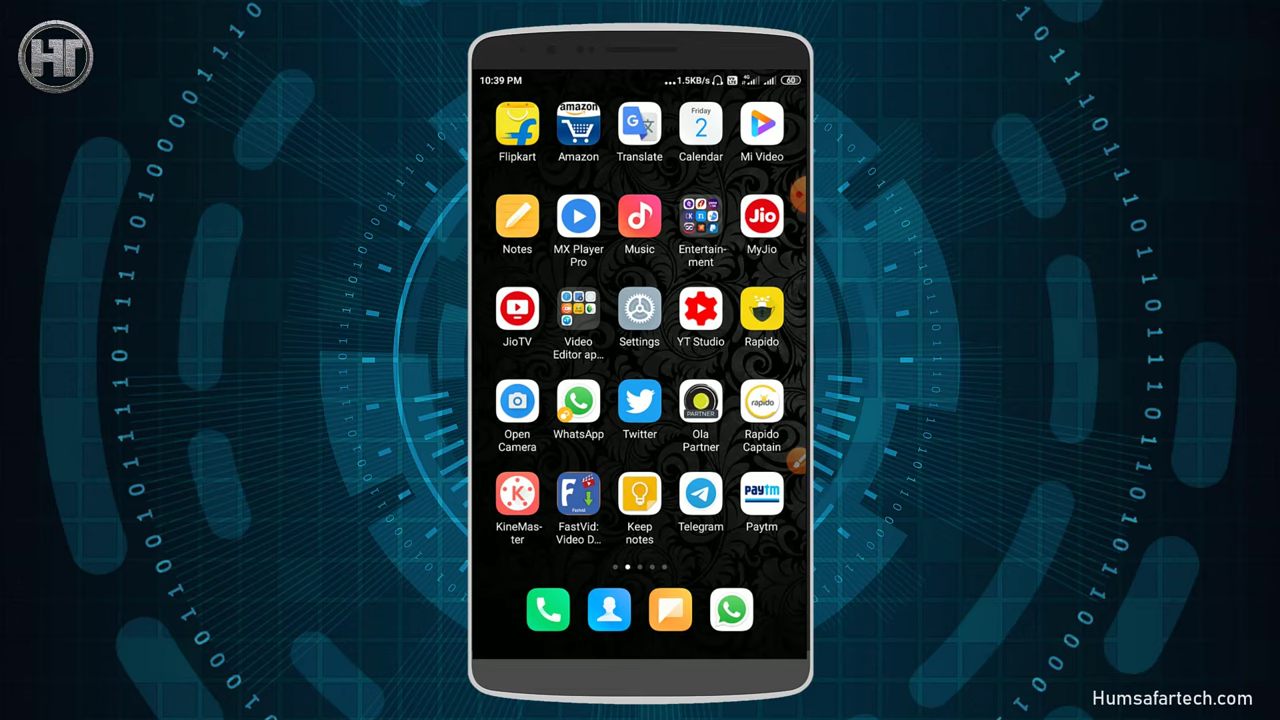 HT
10:39 PM
...1.5KB/s 4G 60
amazon
Friday
2
Flipkart
Amazon
Translate
Calendar
Mi Video
Jio
Notes
MX Player
Pro
Music
Entertain-
ment
MyJio
JioTV
Video
Editor ap...
Settings
YT Studio
Rapido
PARTNER
rapido
Open
Camera
WhatsApp
Twitter
Ola
Partner
Rapido
Captain
K
F
paytm
KineMas-
ter
FastVid:
Video D...
Keep
notes
Telegram
Paytm
Humsafartech.com